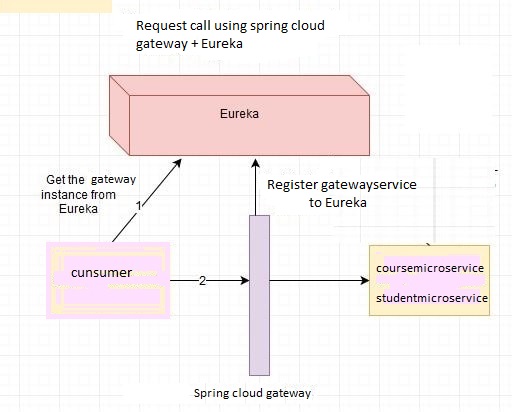 Request call using spring cloud
gateway + Eureka
Eureka
Get the gateway
instance from
Eureka
1
Register gatewayservice
to Eureka
cunsumer
2
coursemicroservice
studentmicroservice
Spring cloud gateway